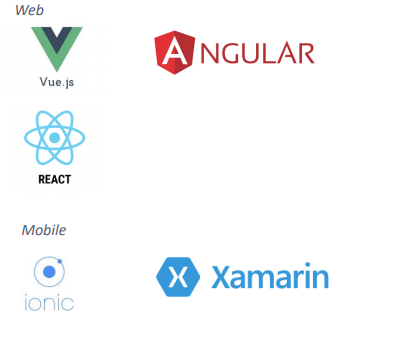 Web
Vue.js
ANGULAR
REACT
Mobile
ionic
Xamarin